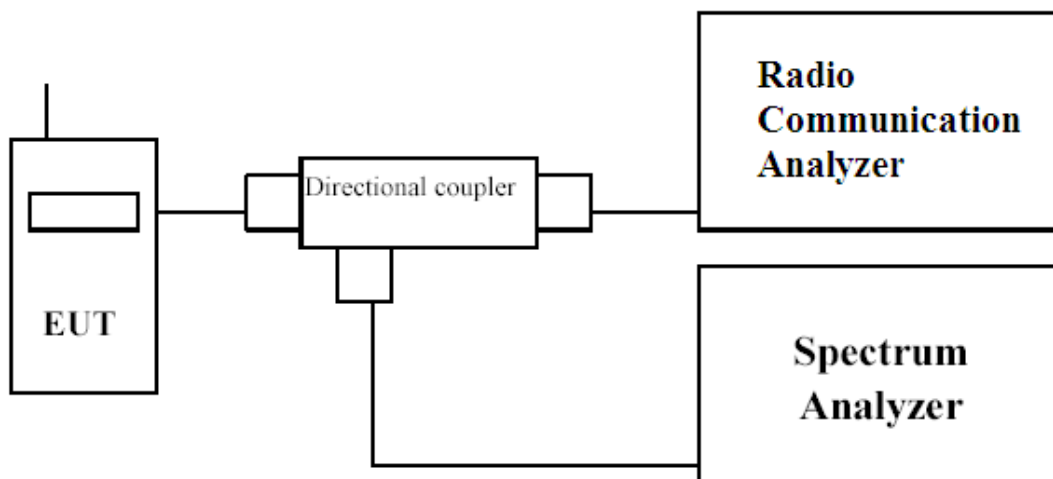 Radio
Communication
Analyzer
Directional coupler
EUT
Spectrum
Analyzer